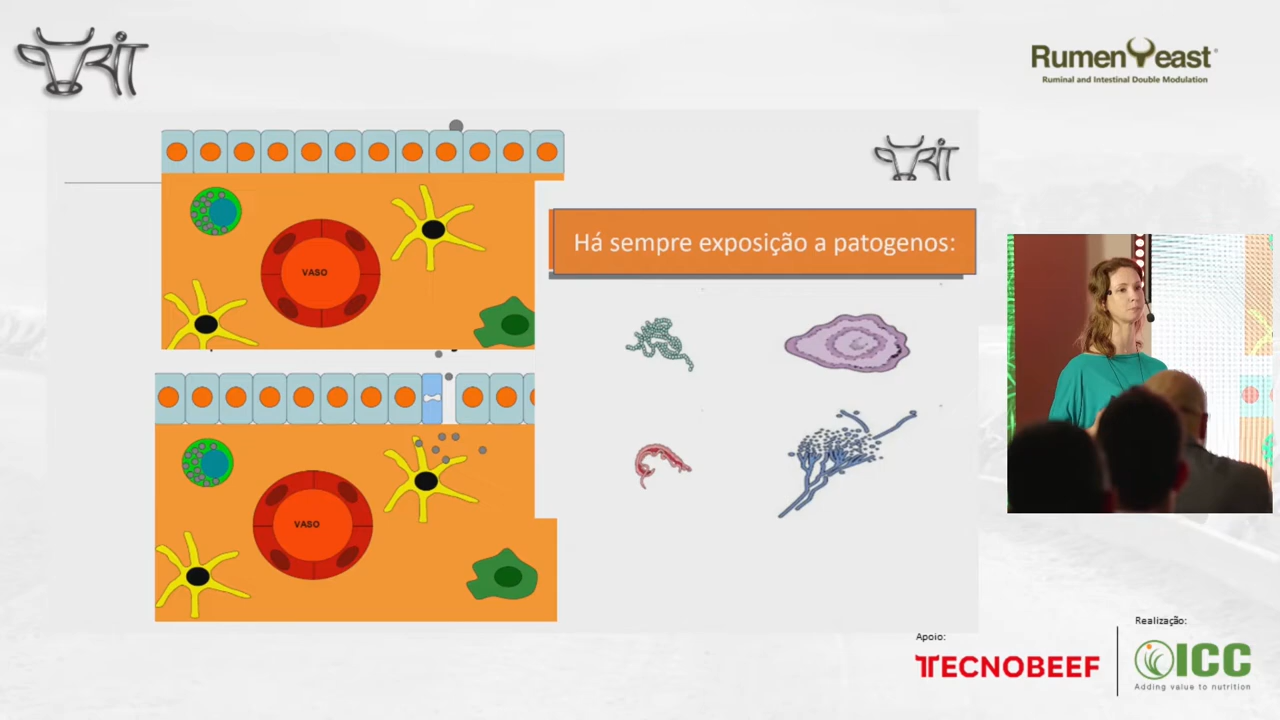 RumenYeast®
Ruminal and Intestinal Double Modulation
Há sempre exposição a patogenos:
VASO
VASO
Apoio:
TECNOBEEF
Realização:
ICC
Adding value to nutrition